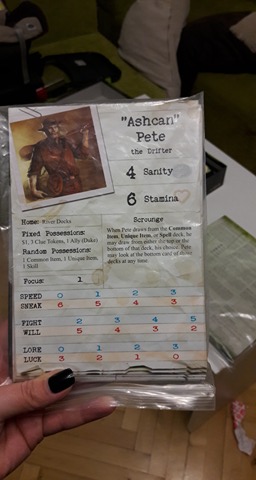 "Ashcan"
Pete
the Drifter
4 Sanity
6 Stamina
Home: River Docks
Fixed Possessions:
$1, 3 Clue Tokens, 1 Ally (Duke)
Random Possessions:
1 Common Item, 1 Unique Item,
1 Skill
Scrounge
When Pete draws from the Common
Item, Unique Item, or Spell deck, he
may draw from either the top or the
bottom of that deck, his choice. Pete
may look at the bottom card of those
decks at any time.
Focus: 1
SPEED 0 1 2 3
SNEAK 6 5 4 3
FIGHT 2 3 4 5
WILL 5 4 3 2
LORE 0 1 2 3
LUCK 3 2 1 0